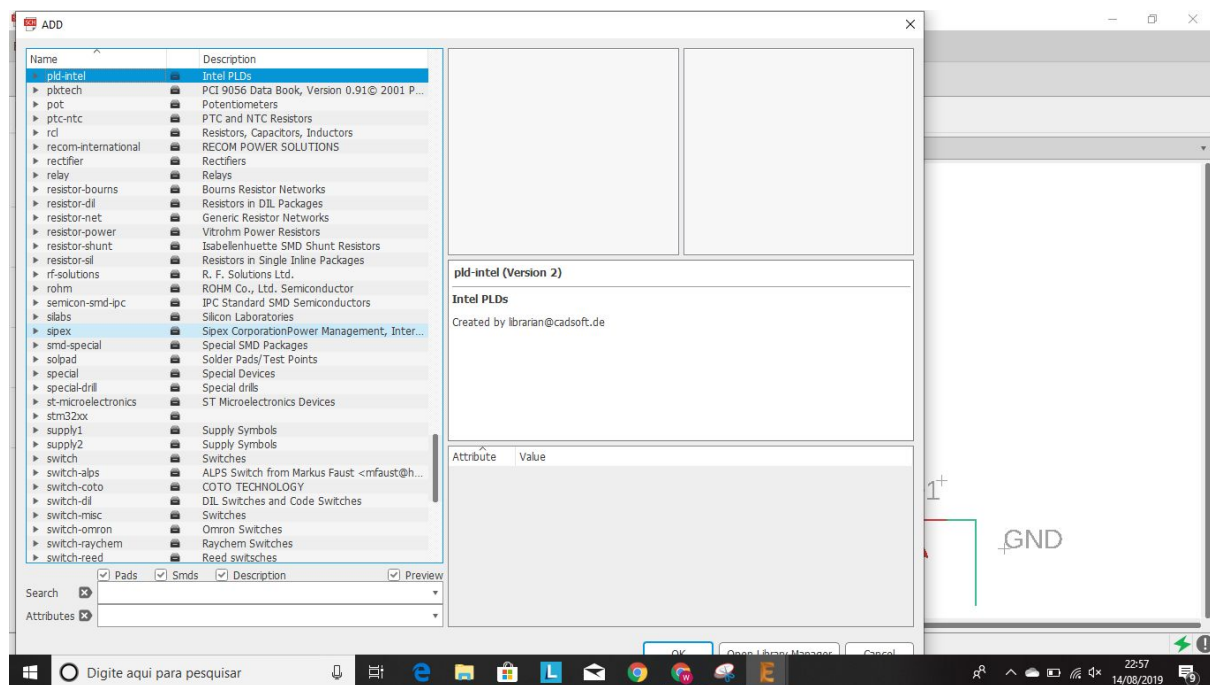 ADD
Name Description
pld-intel Intel PLDs
plxtech PCI 9056 Data Book, Version 0.91© 2001 P...
pot Potentiometers
ptc-ntc PTC and NTC Resistors
rcl Resistors, Capacitors, Inductors
recom-international RECOM POWER SOLUTIONS
rectifier Rectifiers
relay Relays
resistor-bourns Bourns Resistor Networks
resistor-dil Resistors in DIL Packages
resistor-net Generic Resistor Networks
resistor-power Vitrohm Power Resistors
resistor-shunt Isabellenhuette SMD Shunt Resistors
resistor-sil Resistors in Single Inline Packages
rf-solutions R. F. Solutions Ltd.
rohm ROHM Co., Ltd. Semiconductor
semicon-smd-ipc IPC Standard SMD Semiconductors
silabs Silicon Laboratories
sipex Sipex CorporationPower Management, Inter...
smd-special Special SMD Packages
solpad Solder Pads/Test Points
special Special Devices
special-drill Special drills
st-microelectronics ST Microelectronics Devices
stm32xx
supply1 Supply Symbols
supply2 Supply Symbols
switch Switches
switch-alps ALPS Switch from Markus Faust <mfaust@h...
switch-coto COTO TECHNOLOGY
switch-dil DIL Switches and Code Switches
switch-misc Switches
switch-omron Omron Switches
switch-raychem Raychem Switches
switch-reed Reed switsches
Pads Smds Description Preview
Search
Attributes
pld-intel (Version 2)
Intel PLDs
Created by librarian@cadsoft.de
Attribute Value
OK Open Library Manager Cancel
1
GND
Digite aqui para pesquisar
22:57
14/08/2019